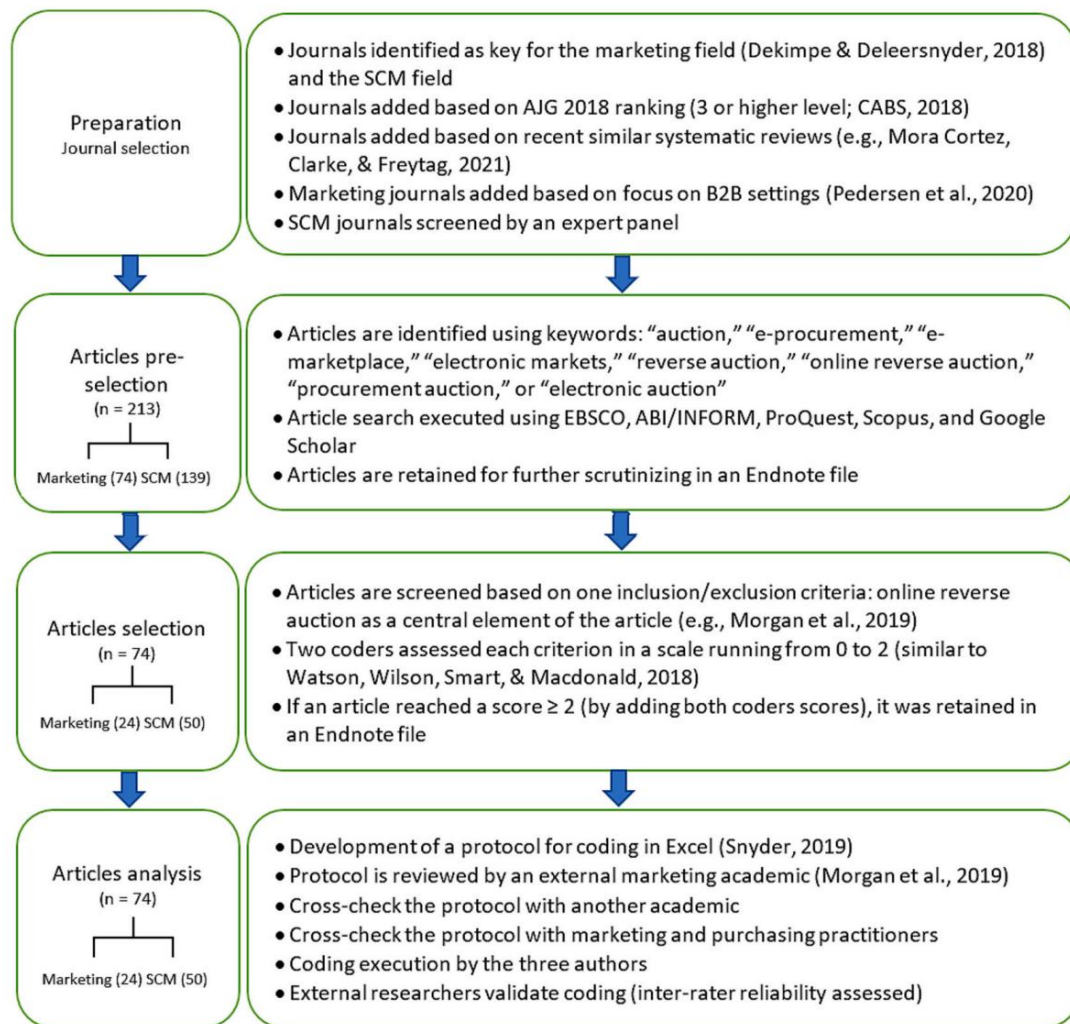 Preparation
Journal selection
• Journals identified as key for the marketing field (Dekimpe & Deleersnyder, 2018)
and the SCM field
• Journals added based on AJG 2018 ranking (3 or higher level; CABS, 2018)
• Journals added based on recent similar systematic reviews (e.g., Mora Cortez,
Clarke, & Freytag, 2021)
• Marketing journals added based on focus on B2B settings (Pedersen et al., 2020)
• SCM journals screened by an expert panel
Articles pre-
selection
(n = 213)
Marketing (74) SCM (139)
• Articles are identified using keywords: “auction,” “e-procurement,” “e-
marketplace,” “electronic markets,” “reverse auction,” “online reverse auction,”
“procurement auction,” or “electronic auction”
• Article search executed using EBSCO, ABI/INFORM, ProQuest, Scopus, and Google
Scholar
• Articles are retained for further scrutinizing in an Endnote file
Articles selection
(n = 74)
Marketing (24) SCM (50)
• Articles are screened based on one inclusion/exclusion criteria: online reverse
auction as a central element of the article (e.g., Morgan et al., 2019)
• Two coders assessed each criterion in a scale running from 0 to 2 (similar to
Watson, Wilson, Smart, & Macdonald, 2018)
• If an article reached a score ≥ 2 (by adding both coders scores), it was retained in
an Endnote file
Articles analysis
(n = 74)
Marketing (24) SCM (50)
• Development of a protocol for coding in Excel (Snyder, 2019)
• Protocol is reviewed by an external marketing academic (Morgan et al., 2019)
• Cross-check the protocol with another academic
• Cross-check the protocol with marketing and purchasing practitioners
• Coding execution by the three authors
• External researchers validate coding (inter-rater reliability assessed)